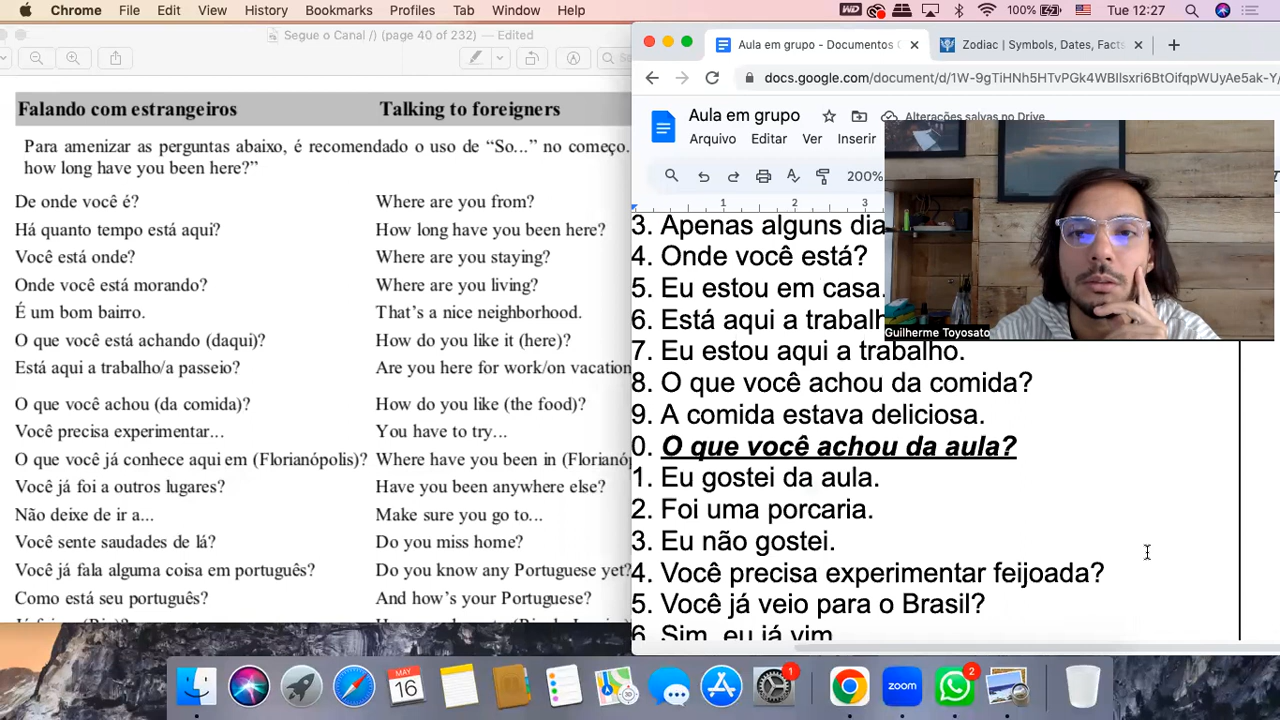 Chrome File Edit View History Bookmarks Profiles Tab Window Help 100% Tue 12:27
Segue o Canal /) (page 40 of 232) — Edited
Falando com estrangeiros Talking to foreigners
Para amenizar as perguntas abaixo, é recomendado o uso de “So...” no começo.
how long have you been here?”
De onde você é? Where are you from?
Há quanto tempo está aqui? How long have you been here?
Você está onde? Where are you staying?
Onde você está morando? Where are you living?
É um bom bairro. That’s a nice neighborhood.
O que você está achando (daqui)? How do you like it (here)?
Está aqui a trabalho/a passeio? Are you here for work/on vacation
O que você achou (da comida)? How do you like (the food)?
Você precisa experimentar... You have to try...
O que você já conhece aqui em (Florianópolis)? Where have you been in (Florianóp
Você já foi a outros lugares? Have you been anywhere else?
Não deixe de ir a... Make sure you go to...
Você sente saudades de lá? Do you miss home?
Você já fala alguma coisa em português? Do you know any Portuguese yet?
Como está seu português? And how’s your Portuguese?
Aula em grupo - Documentos Zodiac | Symbols, Dates, Facts
docs.google.com/document/d/1W-9gTiHNh5HTvPGk4WBIlsxri6BtOifqpWUyAe5ak-Y/
Aula em grupo Alterações salvas no Drive
Arquivo Editar Ver Inserir
200%
1 2 3
3. Apenas alguns dia
4. Onde você está?
5. Eu estou em casa.
6. Está aqui a trabalh
7. Eu estou aqui a trabalho.
8. O que você achou da comida?
9. A comida estava deliciosa.
0. O que você achou da aula?
1. Eu gostei da aula.
2. Foi uma porcaria.
3. Eu não gostei.
4. Você precisa experimentar feijoada?
5. Você já veio para o Brasil?
6. Sim, eu já vim
Guilherme Toyosato
MAY
16
zoom
1
2